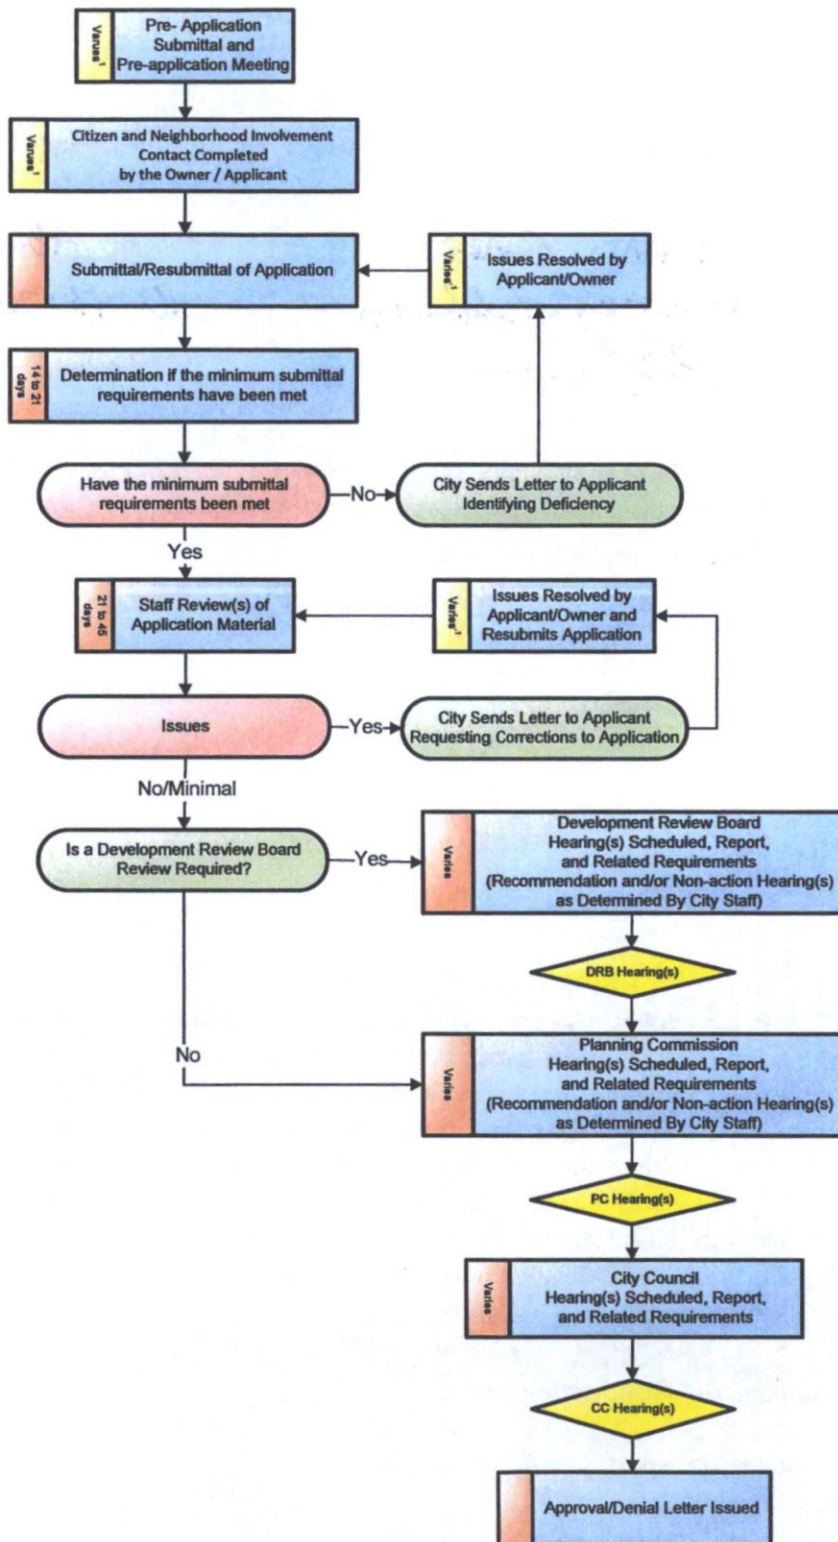 Varues¹
Pre- Application
Submittal and
Pre-application Meeting
Varues¹
Citizen and Neighborhood Involvement
Contact Completed
by the Owner / Applicant
Submittal/Resubmittal of Application
Varies¹
Issues Resolved by
Applicant/Owner
14 to 21
days
Determination if the minimum submittal
requirements have been met
Have the minimum submittal
requirements been met
No
City Sends Letter to Applicant
Identifying Deficiency
Yes
21 to 45
days
Staff Review(s) of
Application Material
Varies¹
Issues Resolved by
Applicant/Owner and
Resubmits Application
Issues
Yes
City Sends Letter to Applicant
Requesting Corrections to Application
No/Minimal
Is a Development Review Board
Review Required?
Yes
Varies
Development Review Board
Hearing(s) Scheduled, Report,
and Related Requirements
(Recommendation and/or Non-action Hearing(s)
as Determined By City Staff)
DRB Hearing(s)
No
Varies
Planning Commission
Hearing(s) Scheduled, Report,
and Related Requirements
(Recommendation and/or Non-action Hearing(s)
as Determined By City Staff)
PC Hearing(s)
Varies
City Council
Hearing(s) Scheduled, Report,
and Related Requirements
CC Hearing(s)
Approval/Denial Letter Issued